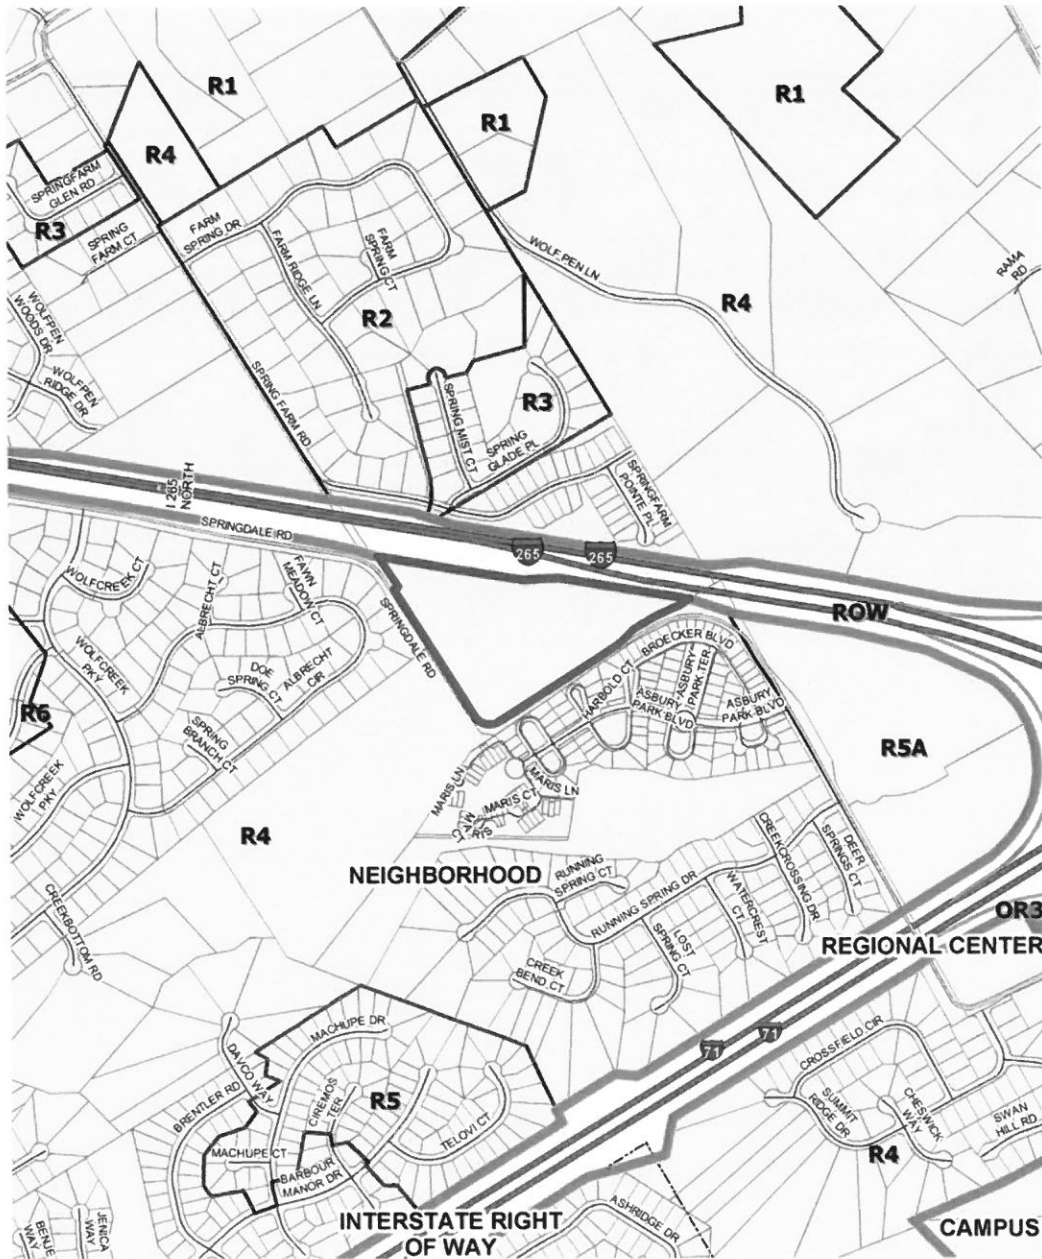 R1
R1
R1
R4
SPRINGFARM
GLEN RD
R3
SPRING
FARM CT
FARM
SPRING DR
FARM
SPRING CT
FARM RIDGE LN
WOLF PEN LN
RAMA
RD
R4
R2
WOLFPEN
WOODS DR
WOLFPEN
RIDGE DR
SPRING FARM RD
SPRING MIST CT
R3
SPRING
GLADE PL
SPRINGFARM
POINTE PL
I 265
NORTH
SPRINGDALE RD
265
265
WOLFCREEK CT
ALBRECHT CT
FAWN
MEADOW CT
SPRINGDALE RD
ROW
WOLFCREEK
PKY
DOE
SPRING CT
ALBRECHT
CIR
BROECKER BLVD
HARBOLD CT
ASBURY
PARK TER
ASBURY
PARK BLVD
ASBURY
PARK BLVD
R6
SPRING
BRANCH CT
R5A
WOLFCREEK
PKY
MARIS LN
MARIS LN
MARIS CT
MARIS
CT
R4
NEIGHBORHOOD
RUNNING
SPRING CT
RUNNING SPRING DR
CREEKCROSSING DR
DEER
SPRINGS CT
WATERCREST
CT
LOST
SPRING CT
CREEK
BEND CT
CREEKBOTTOM RD
OR3
REGIONAL CENTER
MACHUPE DR
DAVCO WAY
BRENTLER RD
CIREMOS
TER
R5
TELOVI CT
MACHUPE CT
BARBOUR
MANOR DR
71
71
CROSSFIELD CIR
SUMMIT
RIDGE DR
CHESWICK
WAY
SWAN
HILL RD
R4
ASHRIDGE DR
INTERSTATE RIGHT
OF WAY
CAMPUS
BENJE
WAY
JENICA
WAY